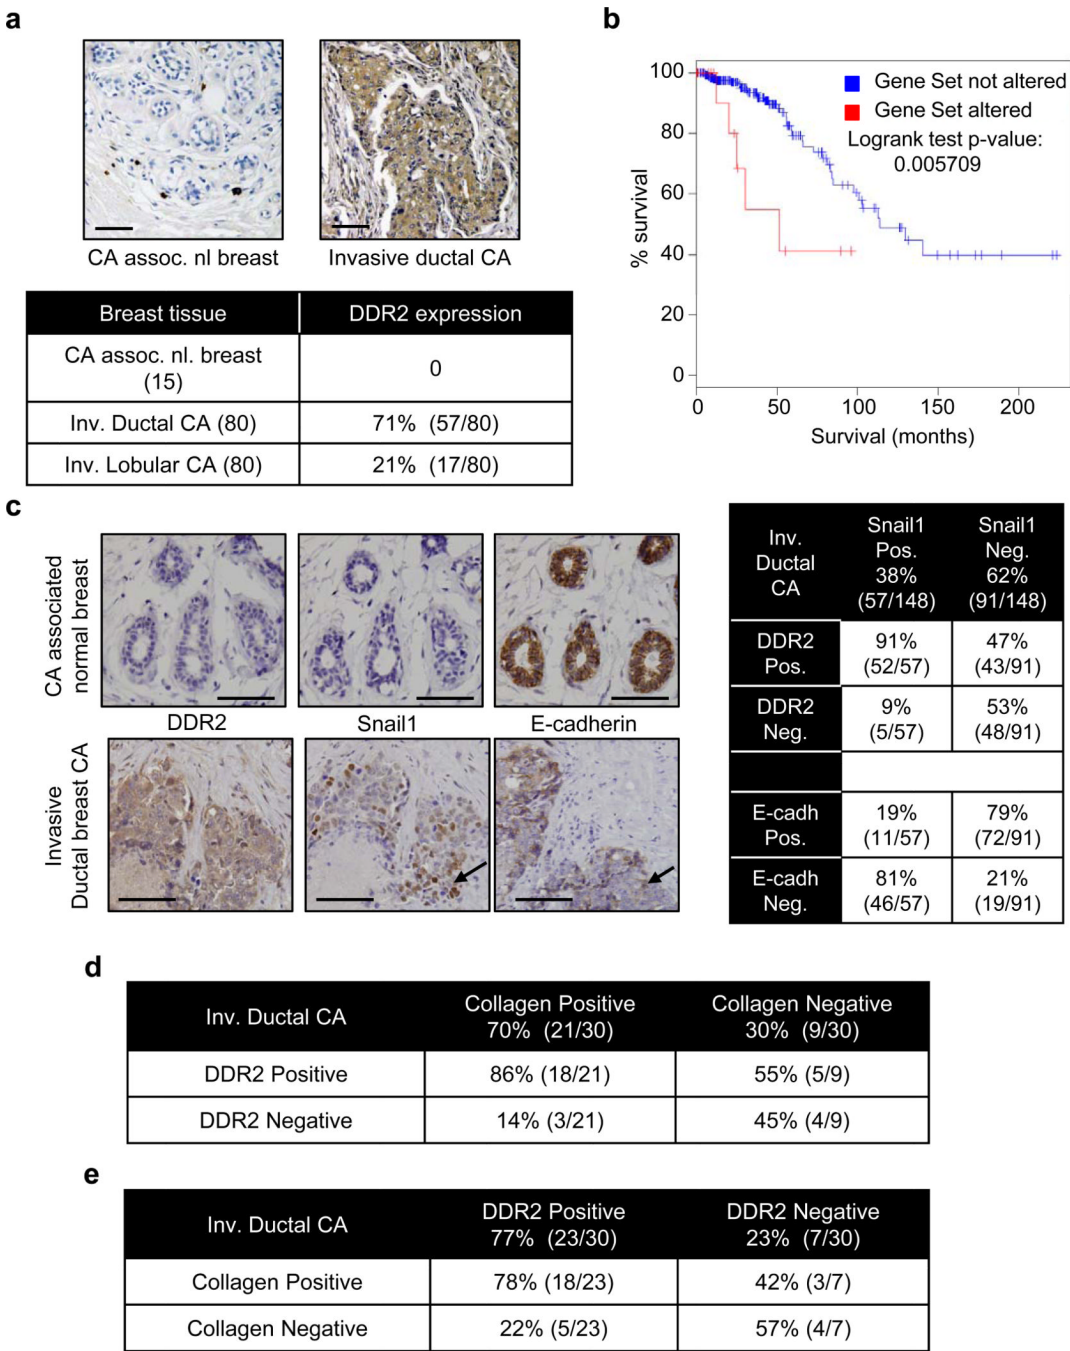 a
CA assoc. nl breast
Invasive ductal CA
Breast tissue
DDR2 expression
CA assoc. nl. breast
(15)
0
Inv. Ductal CA (80)
71% (57/80)
Inv. Lobular CA (80)
21% (17/80)
b
100
80
60
40
20
0
% survival
Gene Set not altered
Gene Set altered
Logrank test p-value:
0.005709
0
50
100
150
200
Survival (months)
c
CA associated
normal breast
DDR2
Snail1
E-cadherin
Invasive
Ductal breast CA
Inv.
Ductal
CA
Snail1
Pos.
38%
(57/148)
Snail1
Neg.
62%
(91/148)
DDR2
Pos.
91%
(52/57)
47%
(43/91)
DDR2
Neg.
9%
(5/57)
53%
(48/91)
E-cadh
Pos.
19%
(11/57)
79%
(72/91)
E-cadh
Neg.
81%
(46/57)
21%
(19/91)
d
Inv. Ductal CA
Collagen Positive
70% (21/30)
Collagen Negative
30% (9/30)
DDR2 Positive
86% (18/21)
55% (5/9)
DDR2 Negative
14% (3/21)
45% (4/9)
e
Inv. Ductal CA
DDR2 Positive
77% (23/30)
DDR2 Negative
23% (7/30)
Collagen Positive
78% (18/23)
42% (3/7)
Collagen Negative
22% (5/23)
57% (4/7)